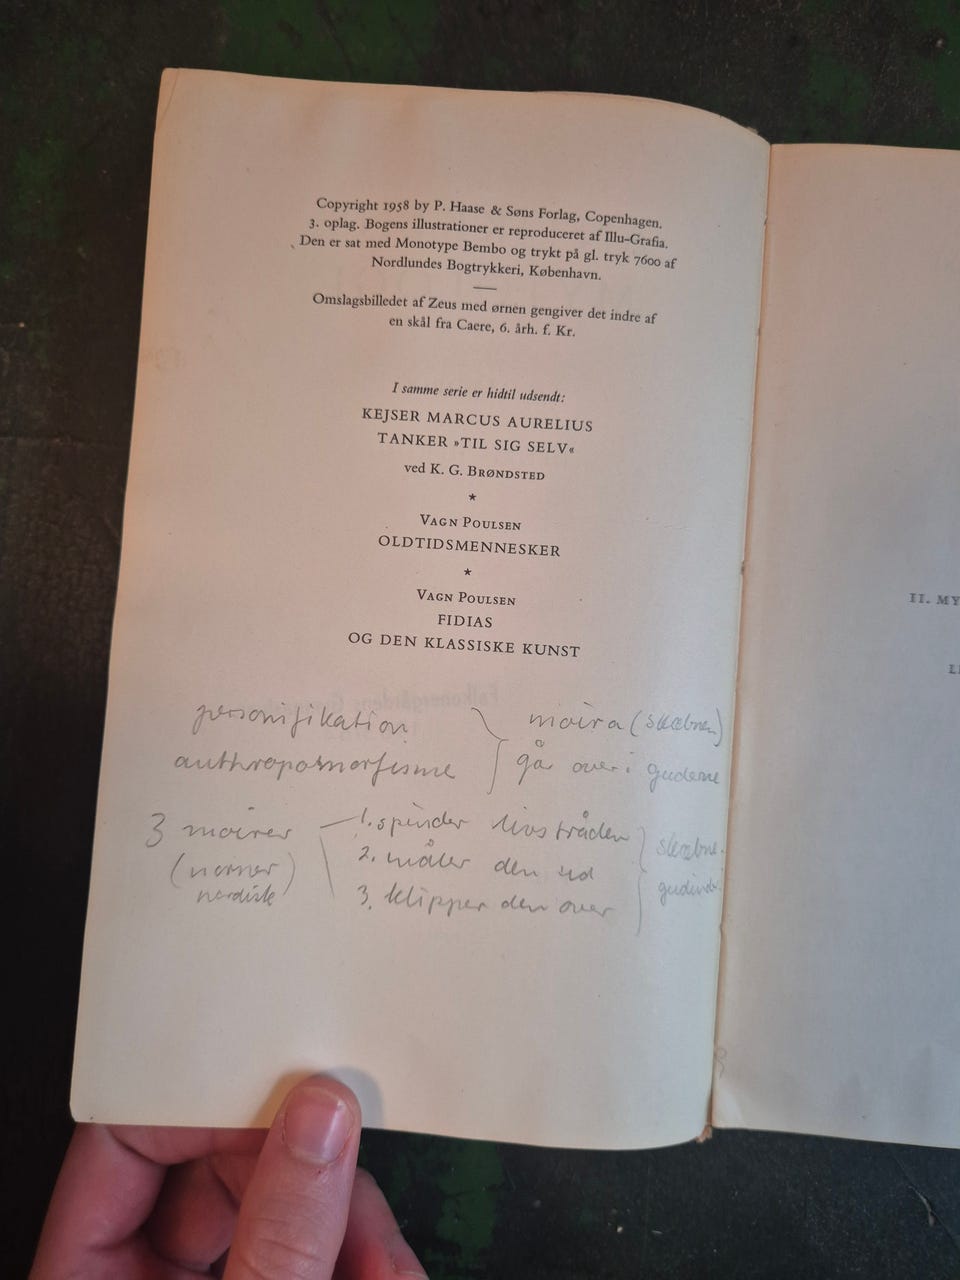 Copyright 1958 by P. Haase & Søns Forlag, Copenhagen.
3. oplag. Bogens illustrationer er reproduceret af Illu-Grafia.
Den er sat med Monotype Bembo og trykt på gl. tryk 7600 af
Nordlundes Bogtrykkeri, København.
Omslagsbilledet af Zeus med ørnen gengiver det indre af
en skål fra Caere, 6. årh. f. Kr.
I samme serie er hidtil udsendt:
KEJSER MARCUS AURELIUS
TANKER »TIL SIG SELV«
ved K. G. BRØNDSTED
*
VAGN POULSEN
OLDTIDSMENNESKER
*
VAGN POULSEN
FIDIAS
OG DEN KLASSISKE KUNST
personifikation
anthropomorfisme
moira (skæbnen)
går over i guderne
3 moirer
(norner)
nordisk
1. spinder livstråden
2. måler den ud
3. klipper den over
skæbne-
gudinder
II. MY